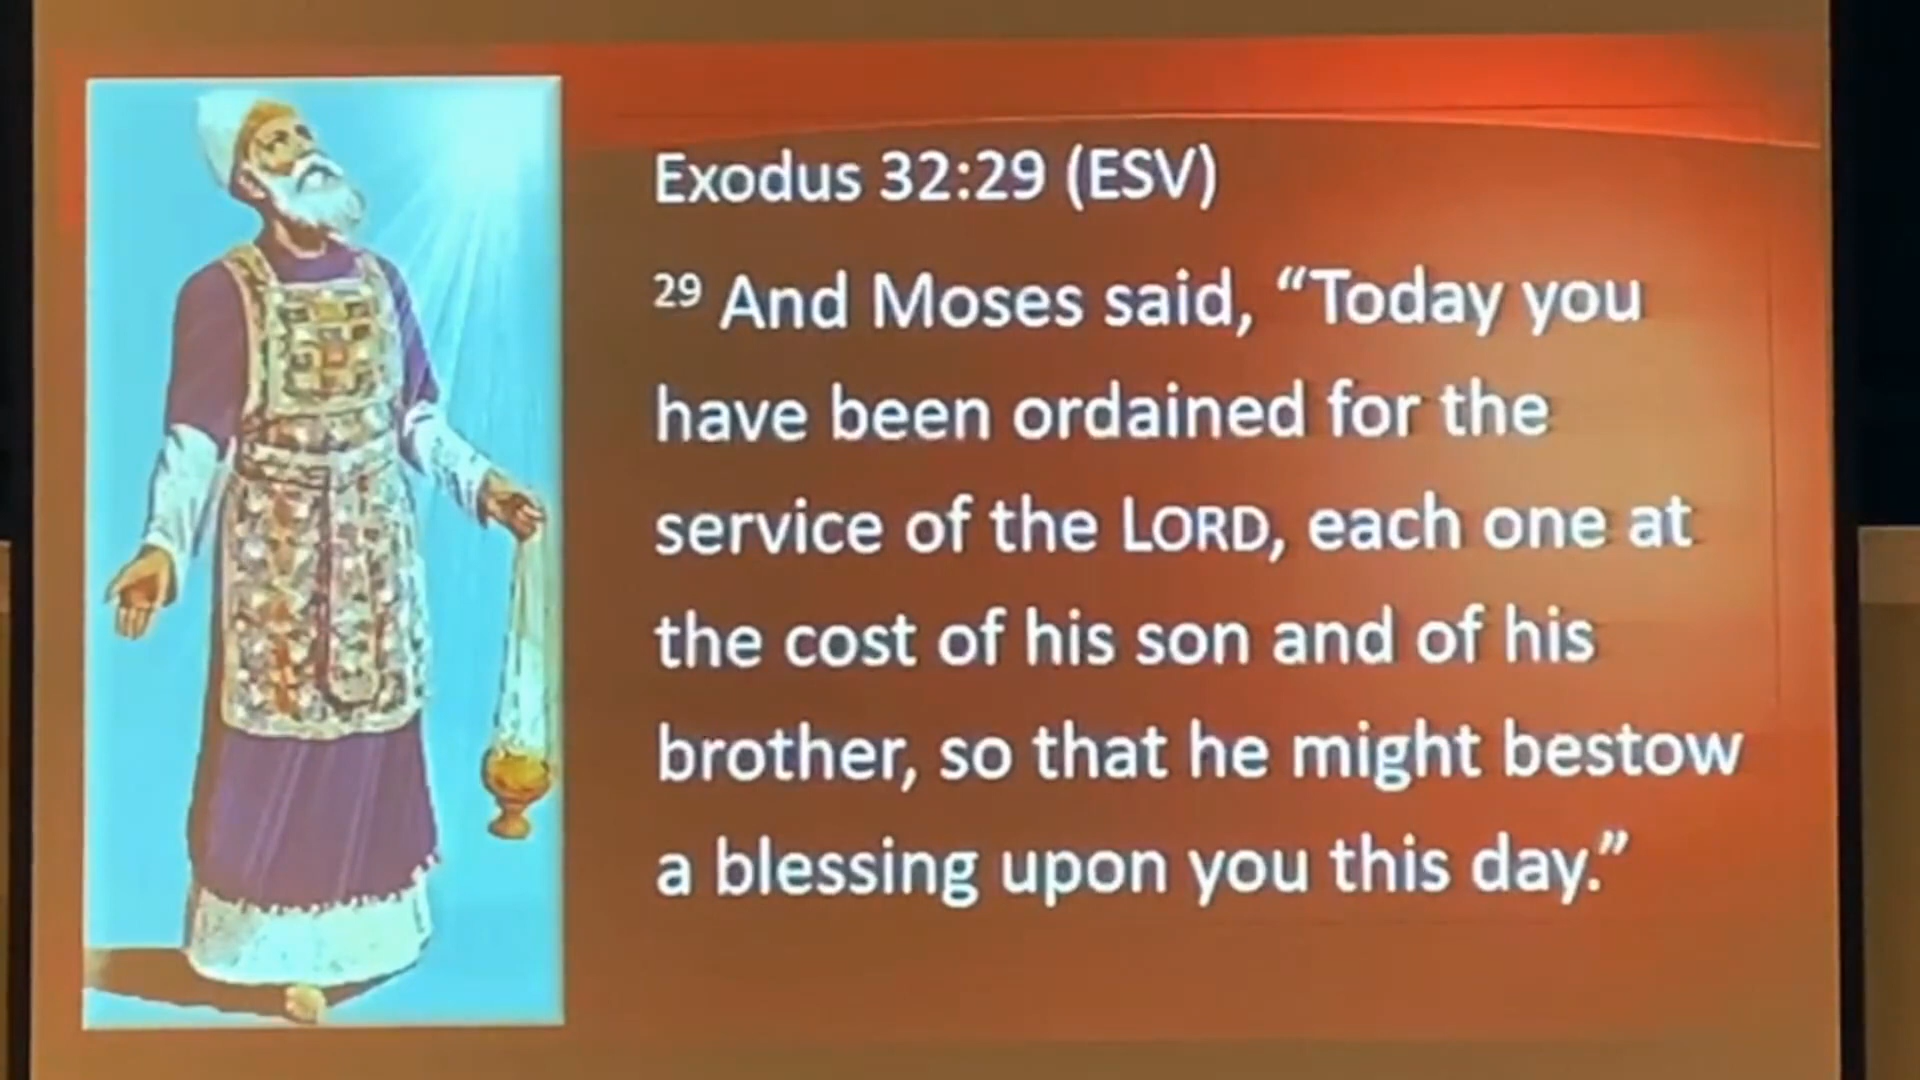 Exodus 32:29 (ESV)
29 And Moses said, “Today you
have been ordained for the
service of the LORD, each one at
the cost of his son and of his
brother, so that he might bestow
a blessing upon you this day.”